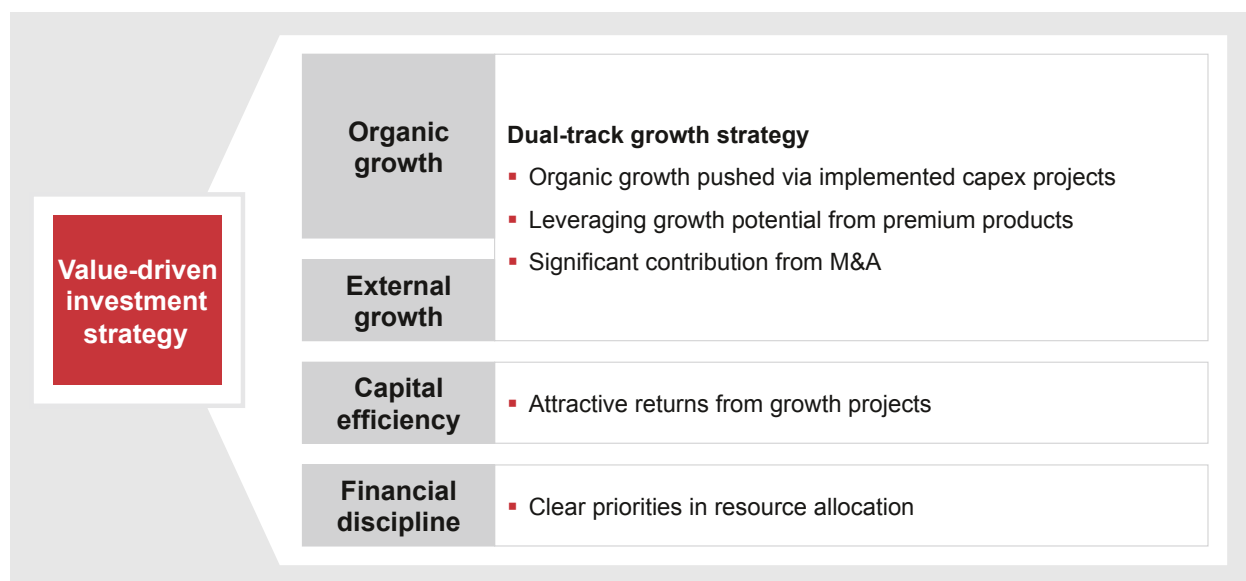 Value-driven
investment
strategy
Organic
growth
External
growth
Dual-track growth strategy
▪ Organic growth pushed via implemented capex projects
▪ Leveraging growth potential from premium products
▪ Significant contribution from M&A
Capital
efficiency
▪ Attractive returns from growth projects
Financial
discipline
▪ Clear priorities in resource allocation